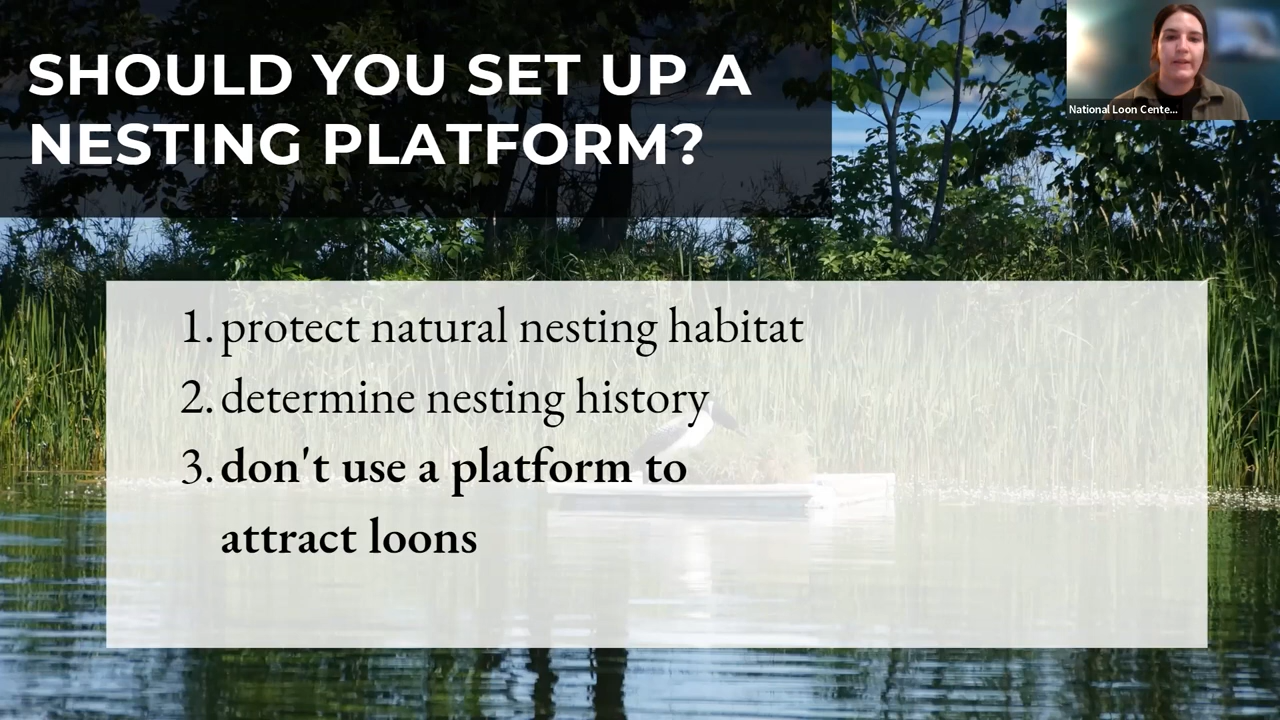 SHOULD YOU SET UP A
NESTING PLATFORM?
National Loon Cente...
1. protect natural nesting habitat
2. determine nesting history
3. don't use a platform to
attract loons